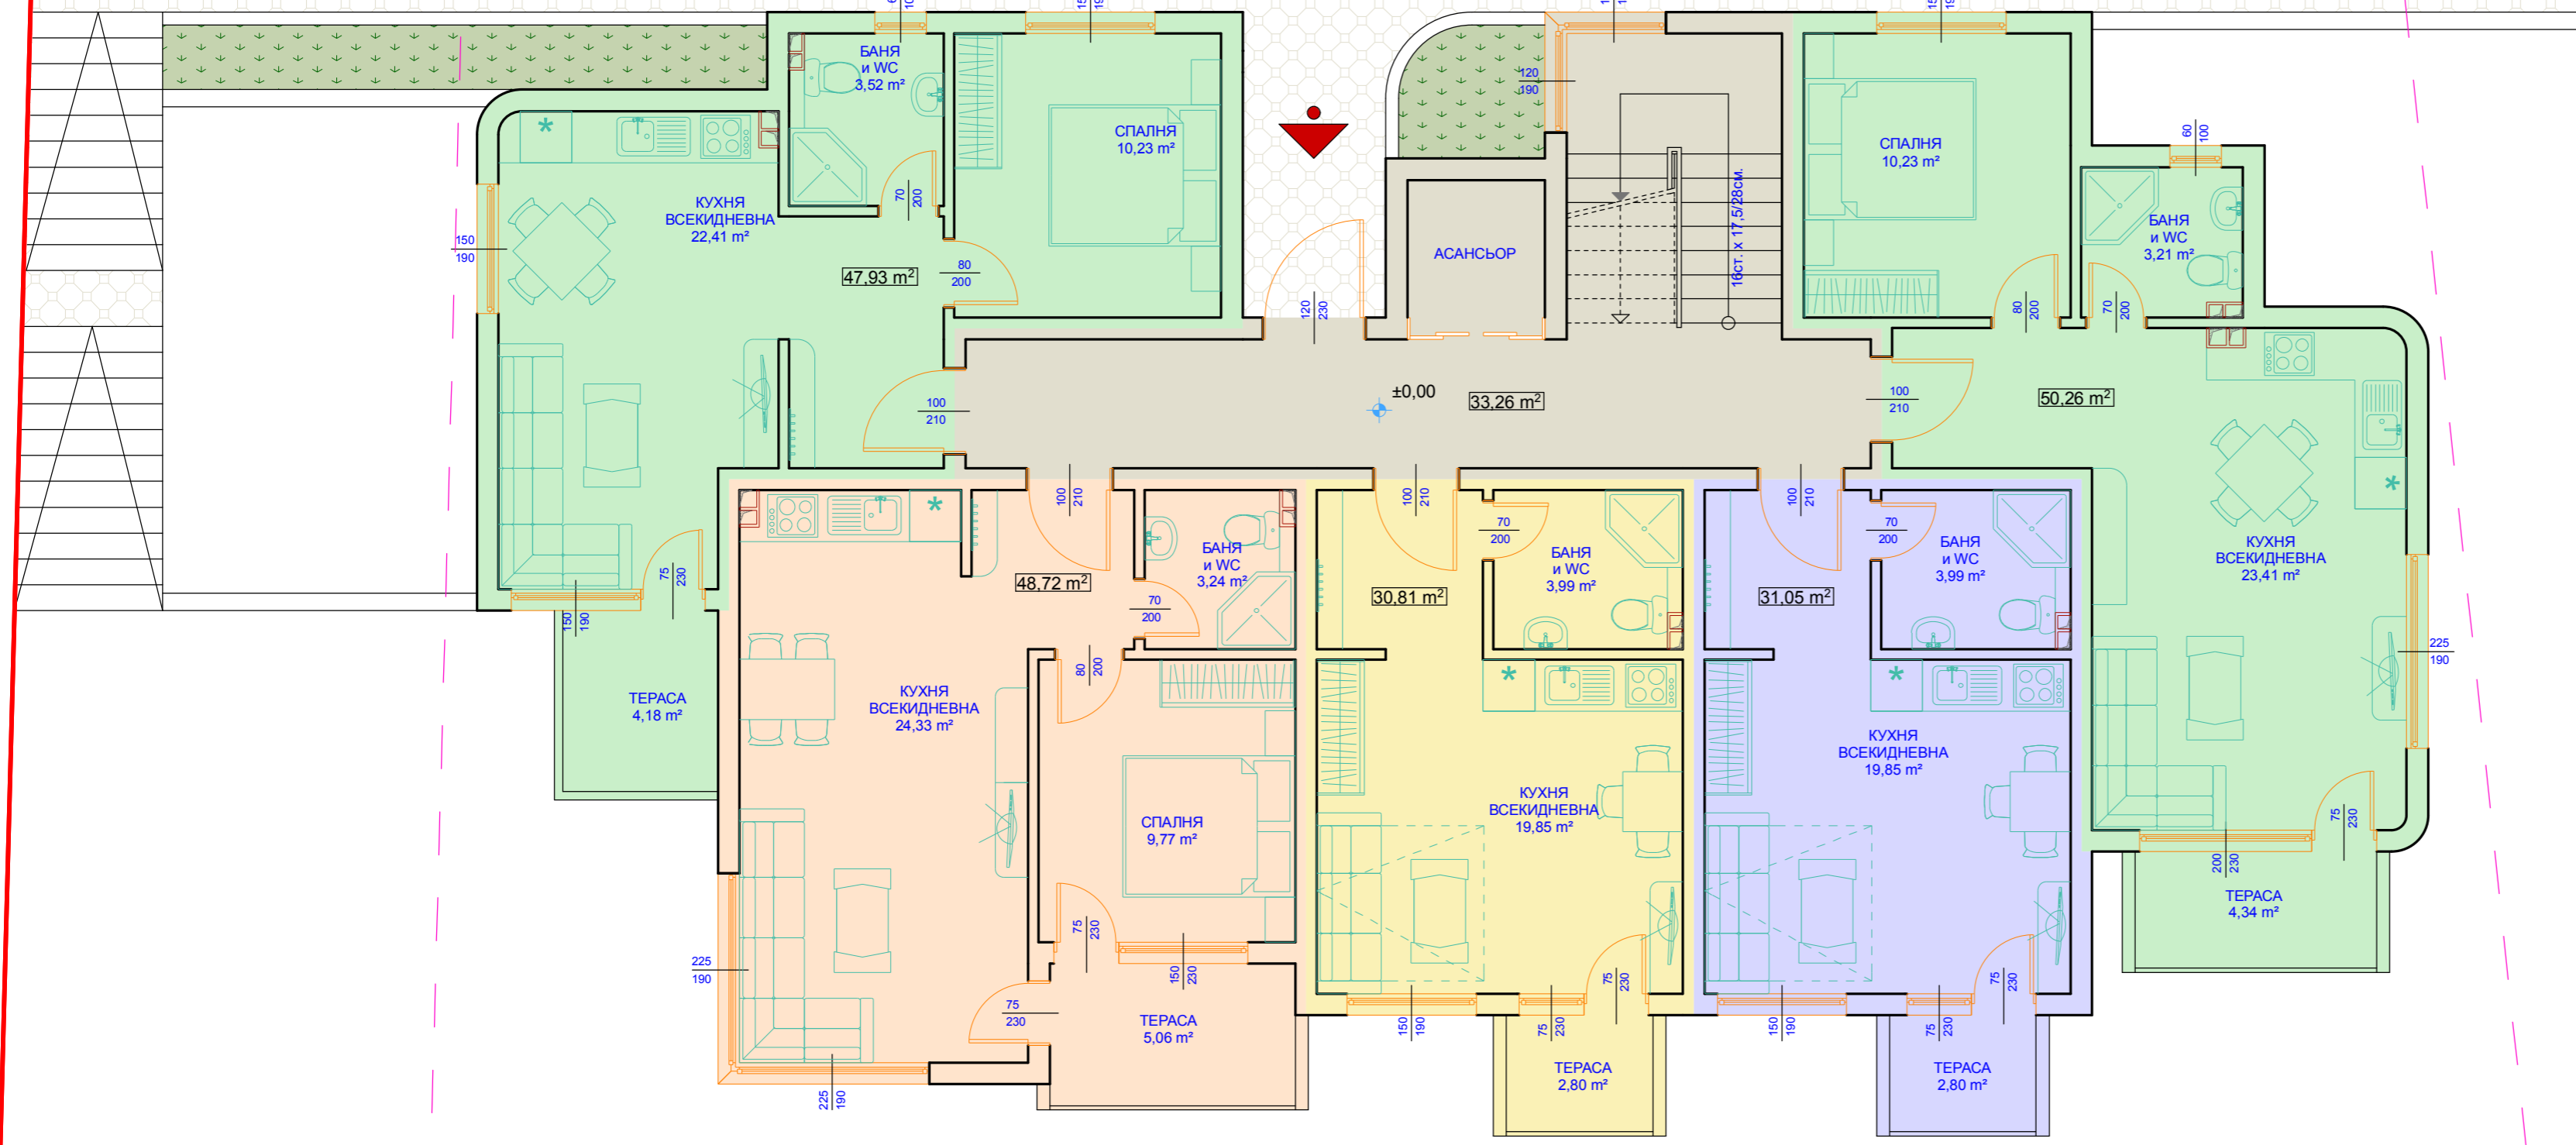 БАНЯ
и WC
3,52 m²
СПАЛНЯ
10,23 m²
КУХНЯ
ВСЕКИДНЕВНА
22,41 m²
70
200
150
190
47,93 m²
80
200
100
210
75
230
150
190
ТЕРАСА
4,18 m²
120
190
АСАНСЬОР
16ст. x 17,5/28см.
120
230
±0,00
33,26 m²
СПАЛНЯ
10,23 m²
60
100
БАНЯ
и WC
3,21 m²
80
200
70
200
100
210
50,26 m²
КУХНЯ
ВСЕКИДНЕВНА
23,41 m²
225
190
75
230
200
230
ТЕРАСА
4,34 m²
100
210
БАНЯ
и WC
3,24 m²
48,72 m²
70
200
80
200
КУХНЯ
ВСЕКИДНЕВНА
24,33 m²
СПАЛНЯ
9,77 m²
75
230
150
230
225
190
75
230
ТЕРАСА
5,06 m²
225
190
100
210
70
200
БАНЯ
и WC
3,99 m²
30,81 m²
КУХНЯ
ВСЕКИДНЕВНА
19,85 m²
75
230
150
190
75
230
ТЕРАСА
2,80 m²
100
210
70
200
БАНЯ
и WC
3,99 m²
31,05 m²
КУХНЯ
ВСЕКИДНЕВНА
19,85 m²
75
230
150
190
75
230
ТЕРАСА
2,80 m²